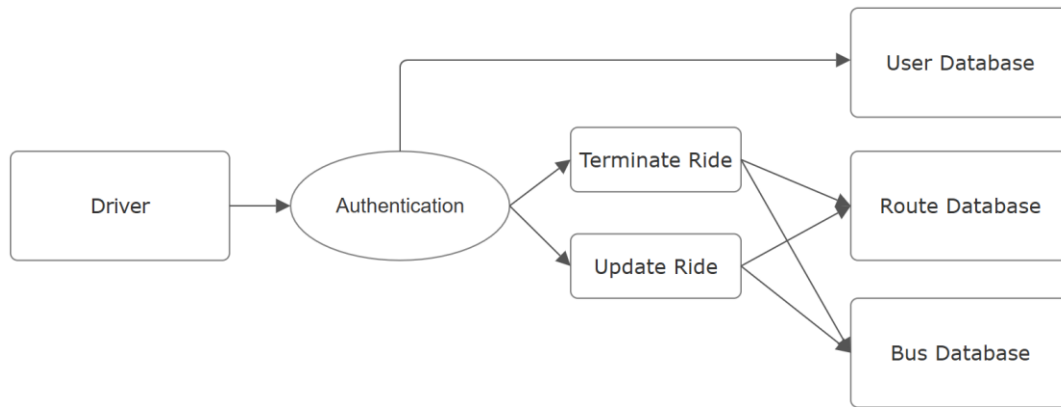 User Database
Terminate Ride
Driver
Authentication
Route Database
Update Ride
Bus Database